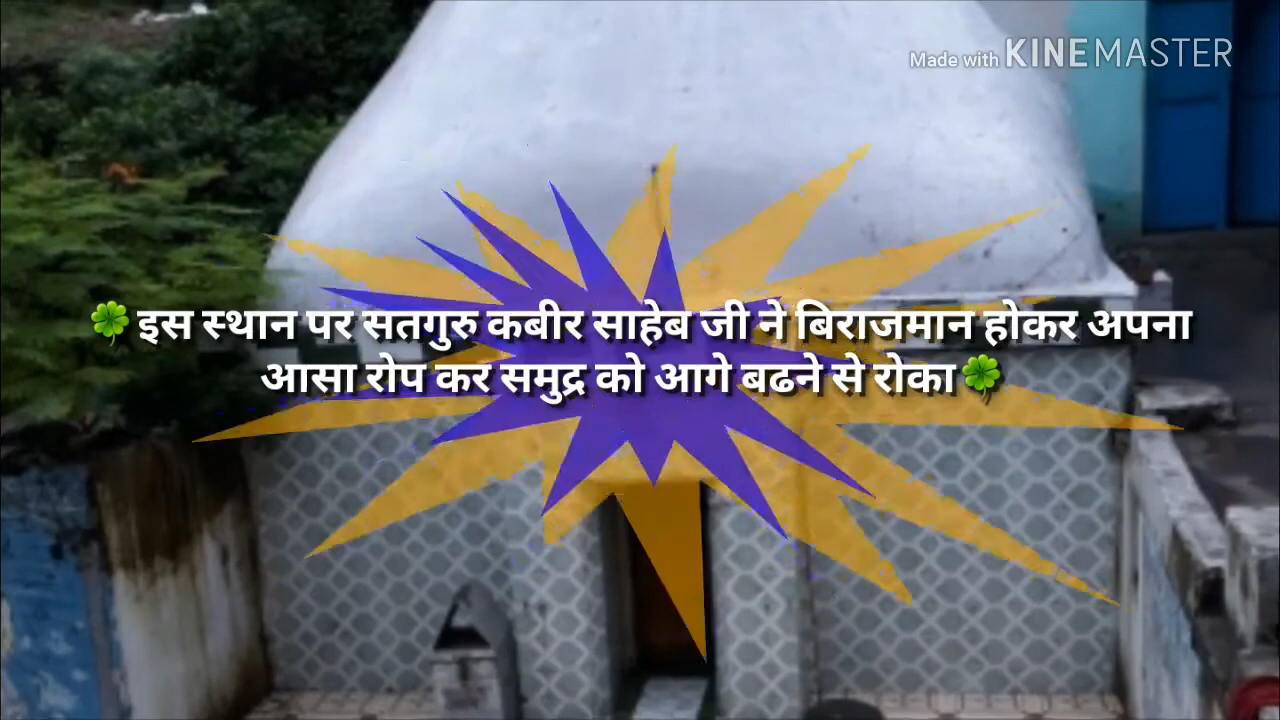 Made with KINEMASTER
🍀इस स्थान पर सतगुरु कबीर साहेब जी ने बिराजमान होकर अपना
आसा रोप कर समुद्र को आगे बढने से रोका🍀